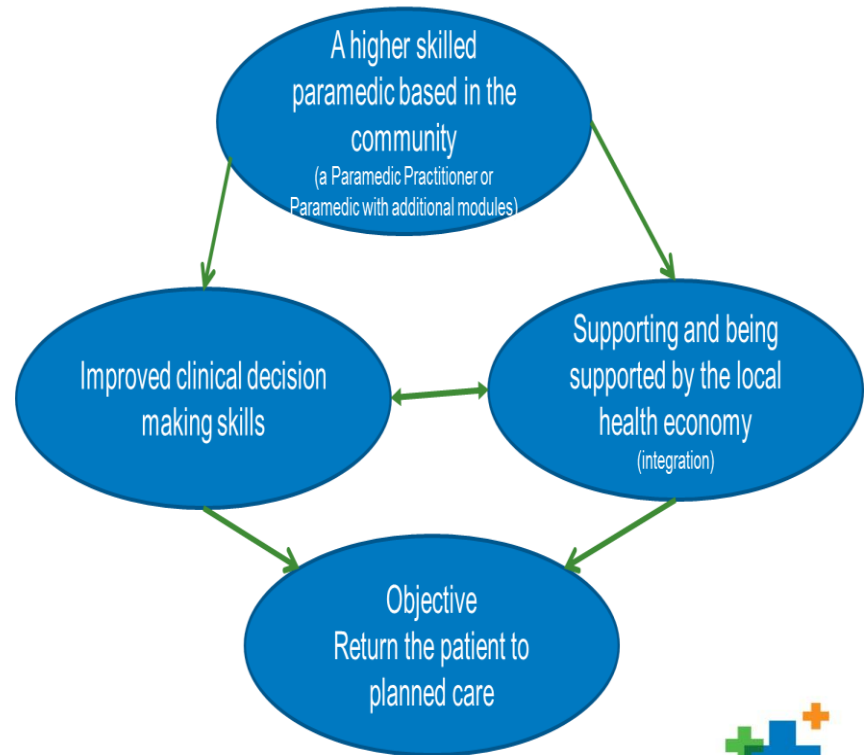 A higher skilled
paramedic based in the
community
(a Paramedic Practitioner or
Paramedic with additional modules)
Improved clinical decision
making skills
Supporting and being
supported by the local
health economy
(integration)
Objective
Return the patient to
planned care